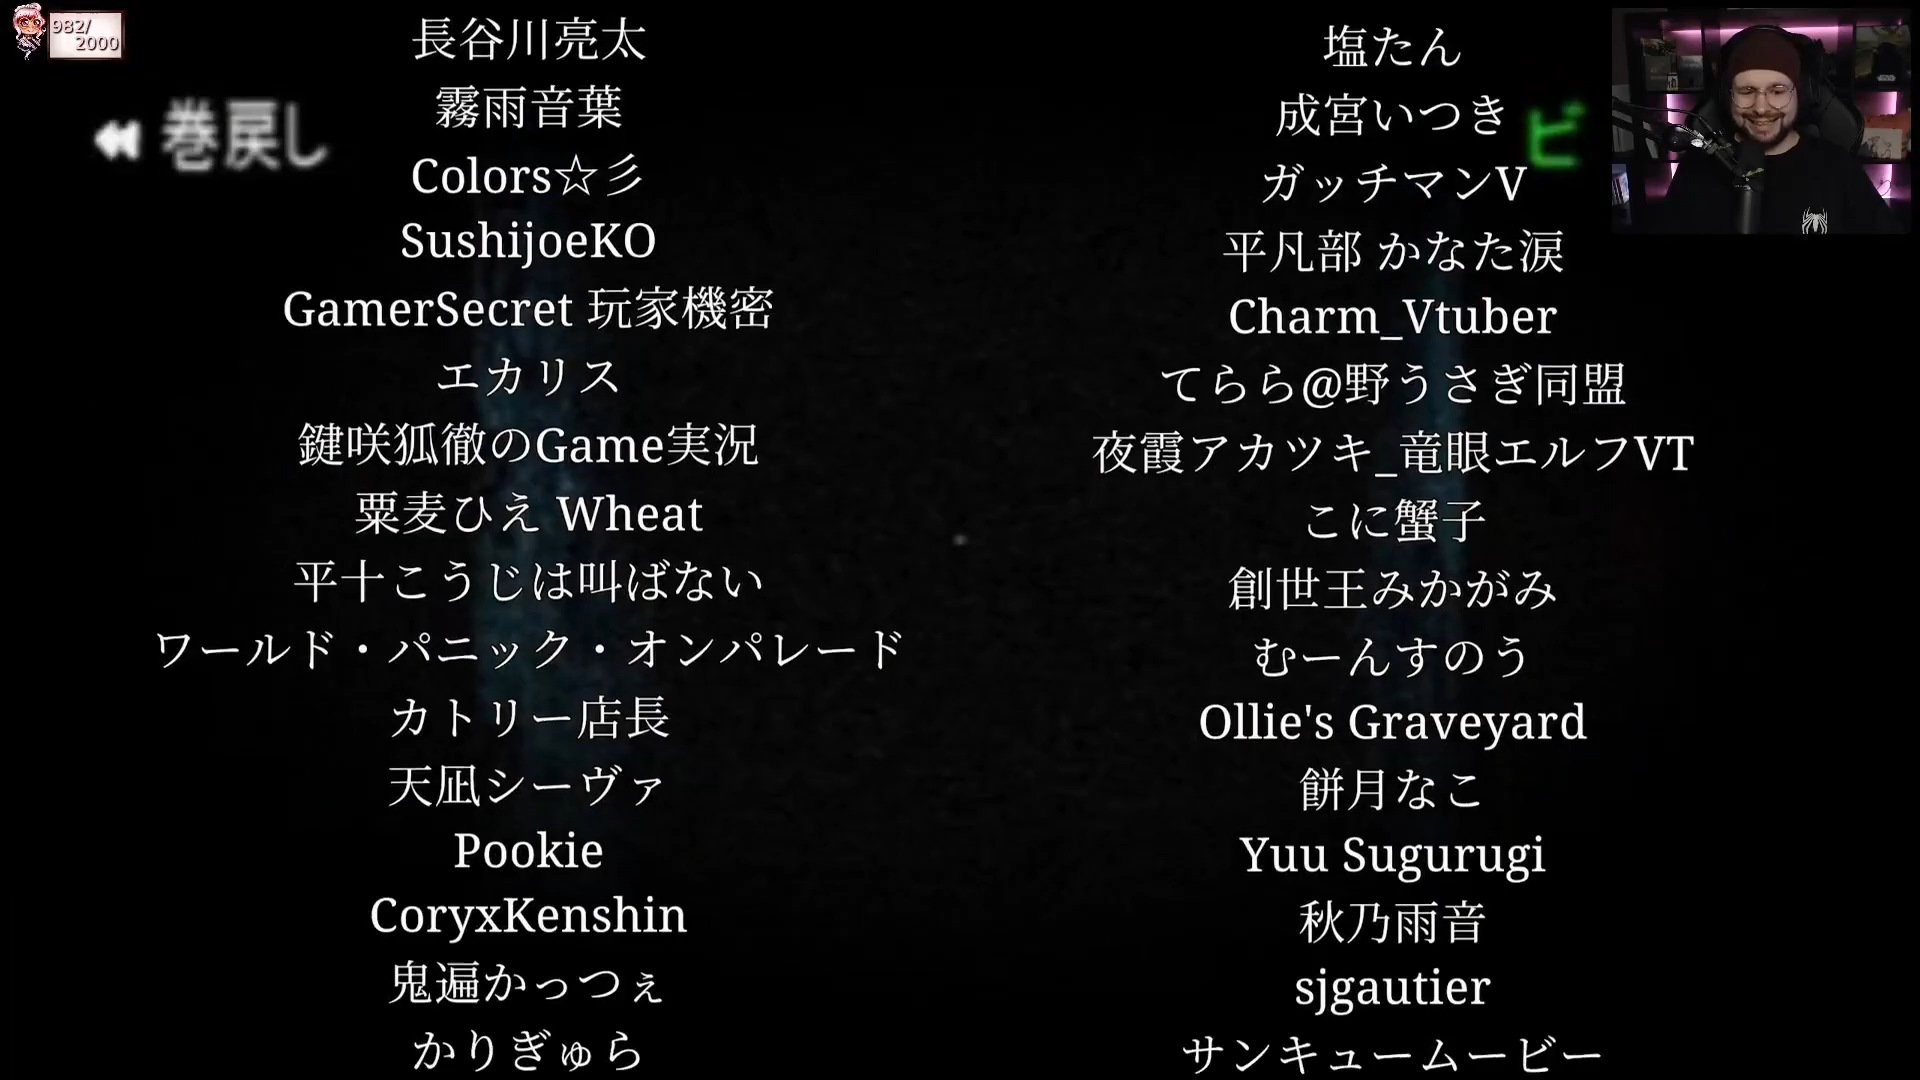 982/
2000
巻戻し
ビ
長谷川亮太
霧雨音葉
Colors☆彡
SushijoeKO
GamerSecret 玩家機密
エカリス
鍵咲狐徹のGame実況
粟麦ひえ Wheat
平十こうじは叫ばない
ワールド・パニック・オンパレード
カトリー店長
天凪シーヴァ
Pookie
CoryxKenshin
鬼遍かっつぇ
かりぎゅら
塩たん
成宮いつき
ガッチマンV
平凡部 かなた涙
Charm_Vtuber
てらら@野うさぎ同盟
夜霞アカツキ_竜眼エルフVT
こに蟹子
創世王みかがみ
むーんすのう
Ollie's Graveyard
餅月なこ
Yuu Sugurugi
秋乃雨音
sjgautier
サンキュームービー